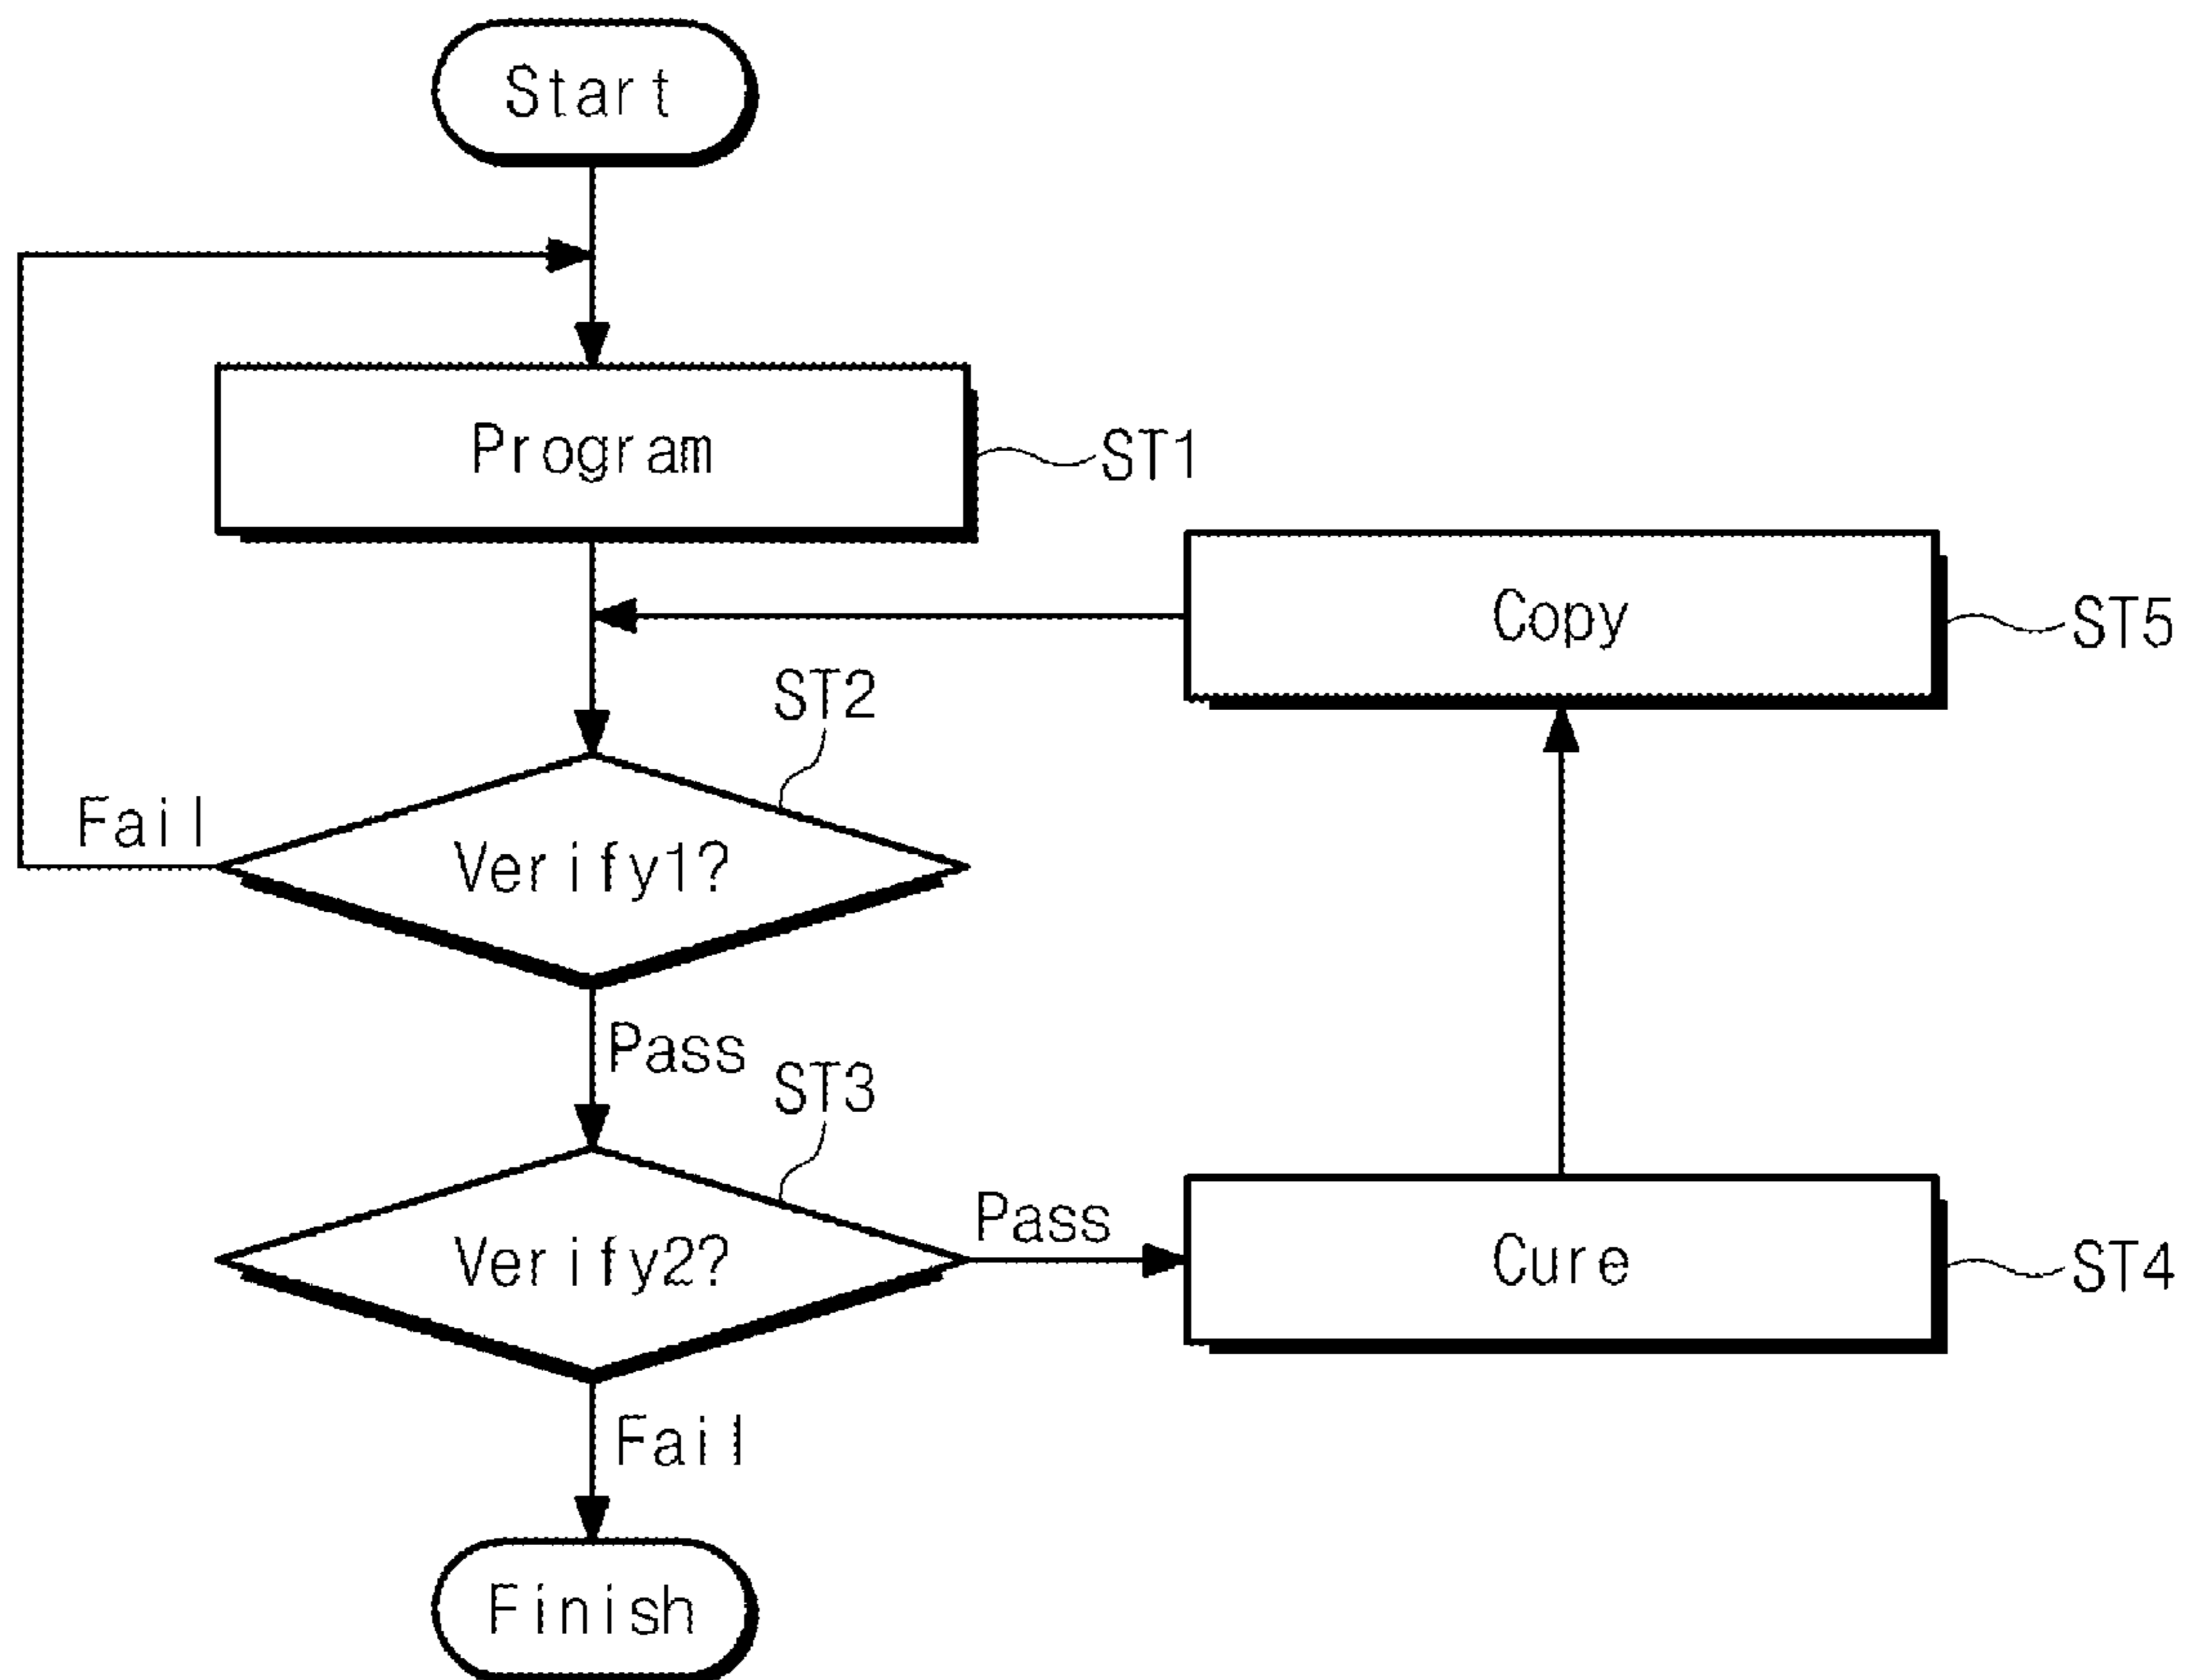 Start
Program
ST1
Copy
ST5
ST2
Fail
Verify1?
Pass
ST3
Pass
Verify2?
Cure
ST4
Fail
Finish